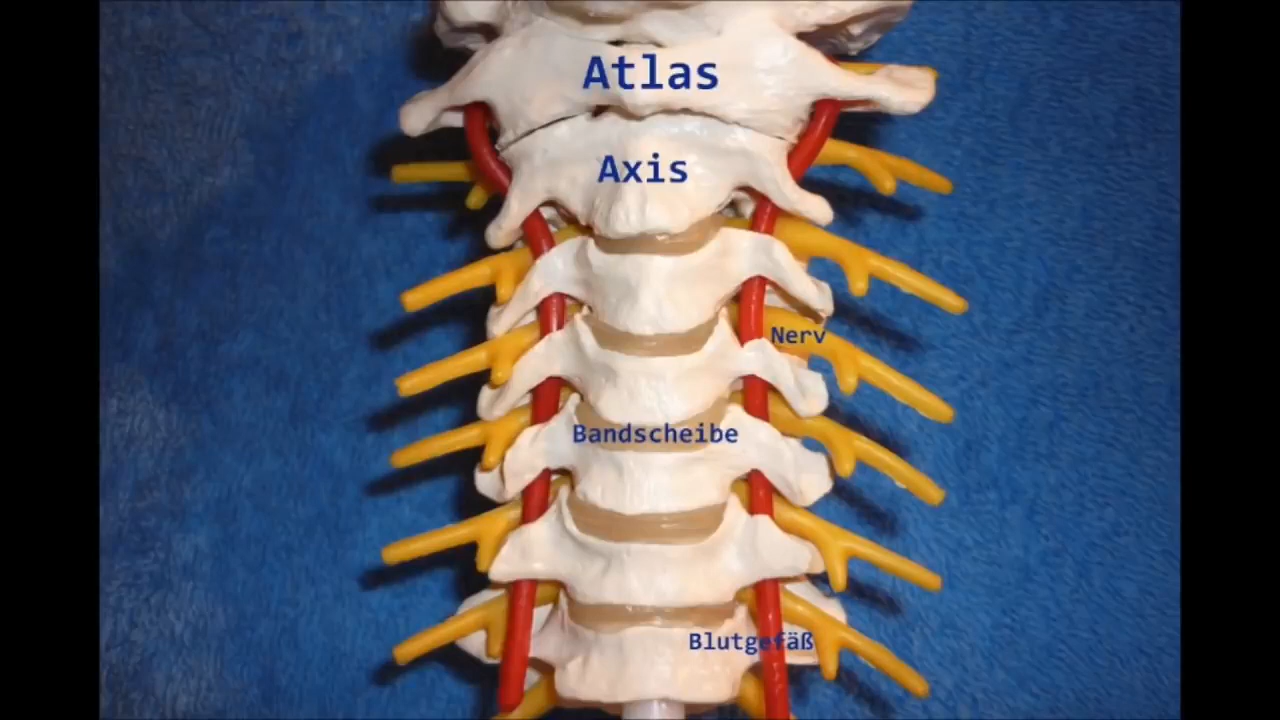 Atlas
Axis
Nerv
Bandscheibe
Blutgefäß